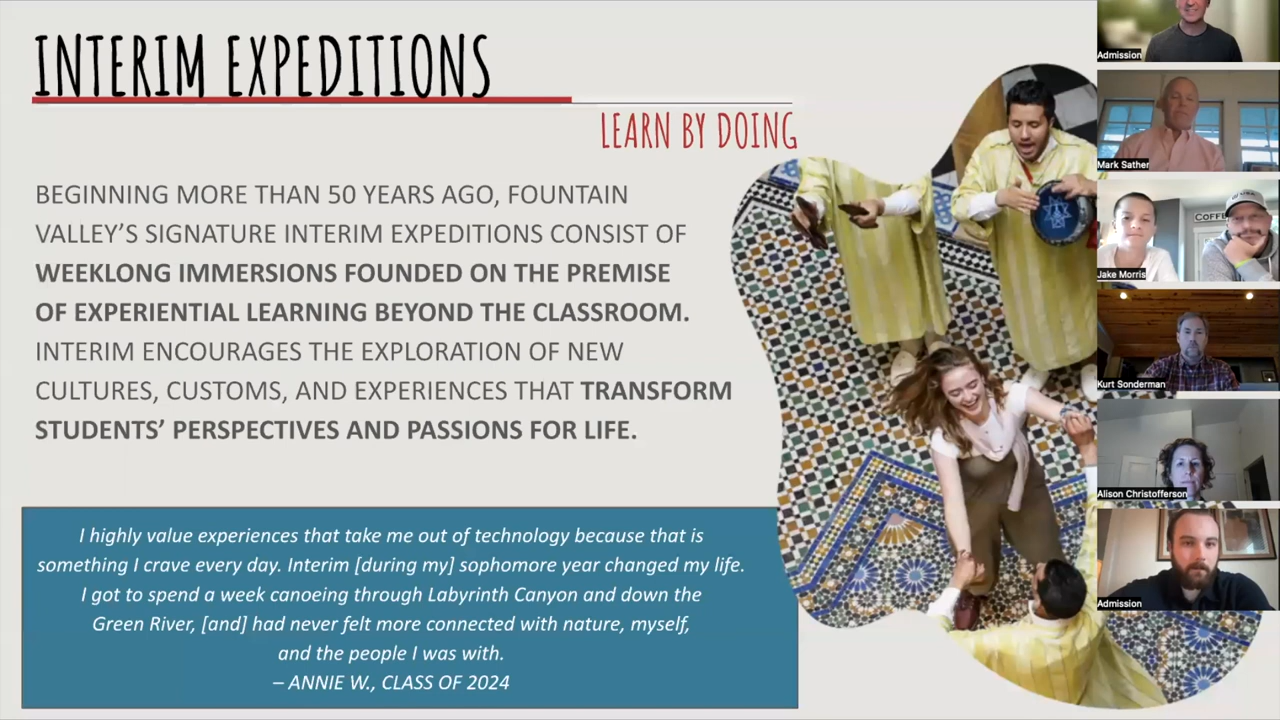 INTERIM EXPEDITIONS
LEARN BY DOING
BEGINNING MORE THAN 50 YEARS AGO, FOUNTAIN
VALLEY’S SIGNATURE INTERIM EXPEDITIONS CONSIST OF
WEEKLONG IMMERSIONS FOUNDED ON THE PREMISE
OF EXPERIENTIAL LEARNING BEYOND THE CLASSROOM.
INTERIM ENCOURAGES THE EXPLORATION OF NEW
CULTURES, CUSTOMS, AND EXPERIENCES THAT TRANSFORM
STUDENTS’ PERSPECTIVES AND PASSIONS FOR LIFE.
I highly value experiences that take me out of technology because that is
something I crave every day. Interim [during my] sophomore year changed my life.
I got to spend a week canoeing through Labyrinth Canyon and down the
Green River, [and] had never felt more connected with nature, myself,
and the people I was with.
– ANNIE W., CLASS OF 2024
Admission
Mark Sather
Jake Morris
Kurt Sonderman
Alison Christofferson
Admission